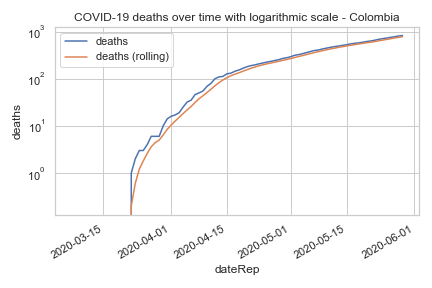 COVID-19 deaths over time with logarithmic scale - Colombia
deaths
deaths (rolling)
10³
10²
10¹
10⁰
deaths
2020-03-15
2020-04-01
2020-04-15
2020-05-01
2020-05-15
2020-06-01
dateRep